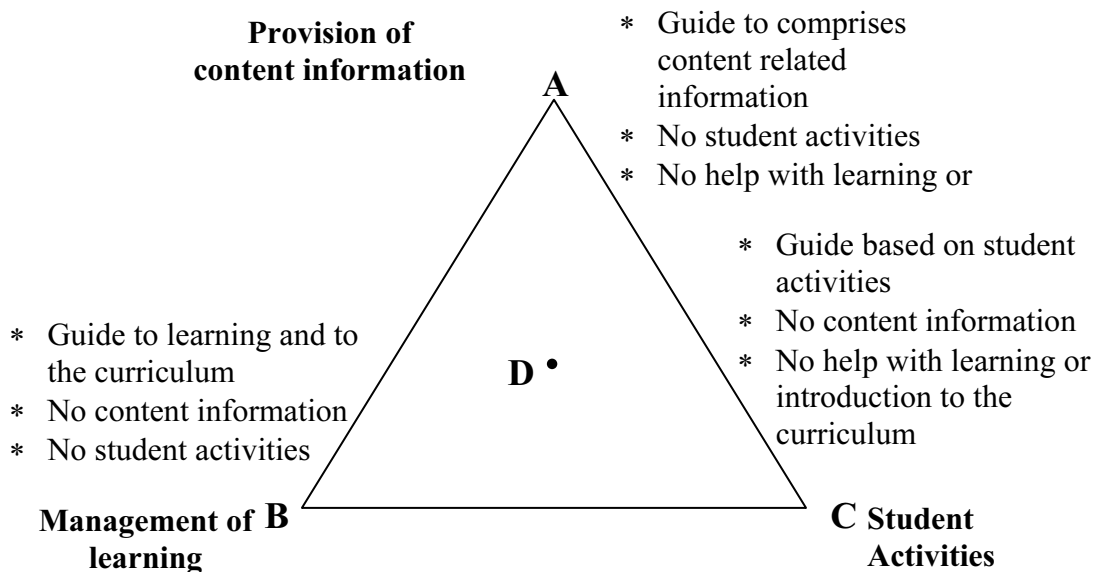 Provision of
content information
A
∗ Guide to comprises
content related
information
∗ No student activities
∗ No help with learning or
∗ Guide based on student
activities
∗ No content information
∗ No help with learning or
introduction to the
curriculum
∗ Guide to learning and to
the curriculum
∗ No content information
∗ No student activities
D
Management of
learning
B
C
Student
Activities